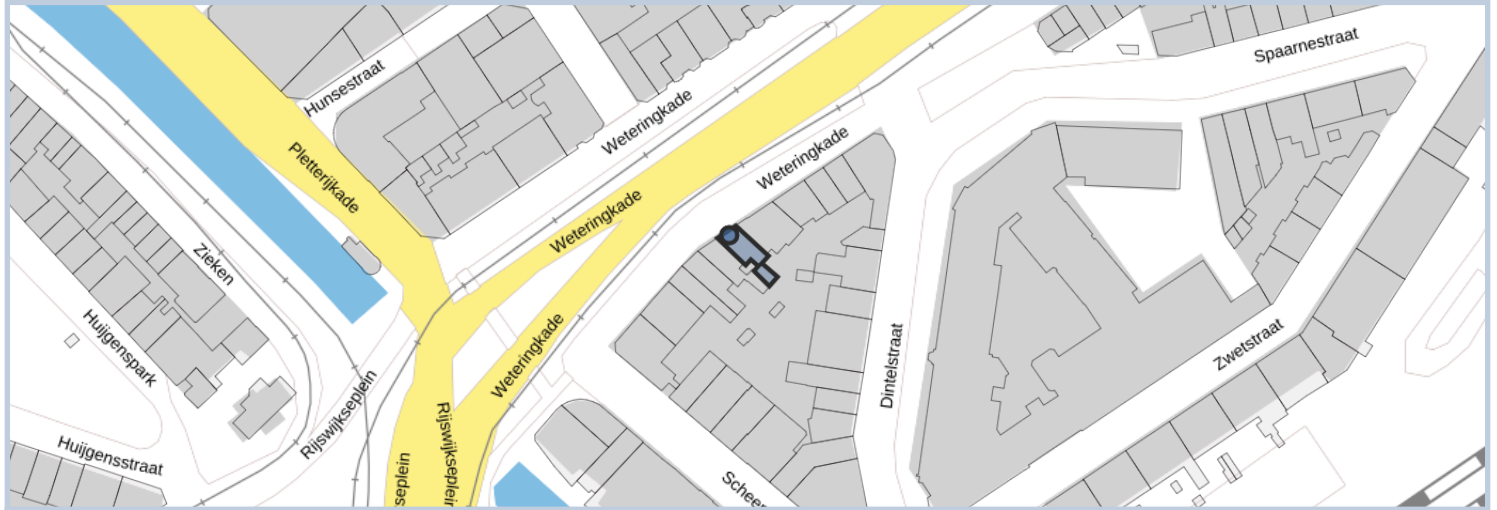 Spaarnestraat
Hunsestraat
Weteringkade
Weteringkade
Pletterijkade
Weteringkade
Zieken
Huijgenspark
Weteringkade
Dintelstraat
Zwetstraat
Rijswijkseplein
Rijswijkseplein
Huijgensstraat
seplein
Scheep